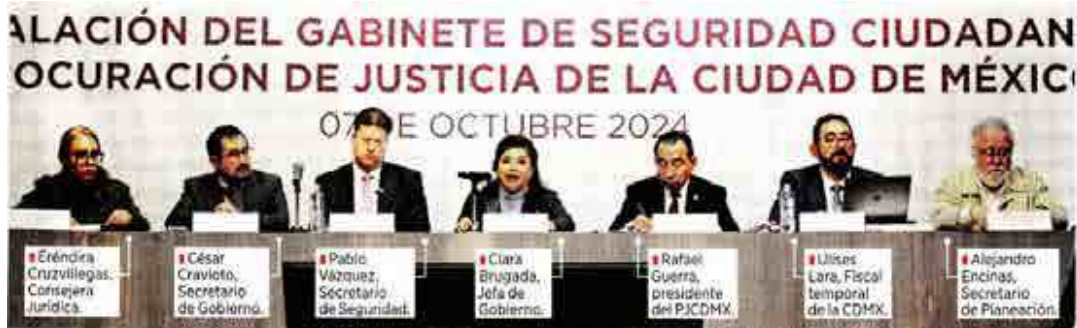 ALACIÓN DEL GABINETE DE SEGURIDAD CIUDADAN
OCURACIÓN DE JUSTICIA DE LA CIUDAD DE MÉXIC
07 DE OCTUBRE 2024
Eréndira
Cruzvillegas,
Consejera
Jurídica.
César
Cravioto,
Secretario
de Gobierno.
Pablo
Vázquez,
Secretario
de Seguridad.
Clara
Brugada,
Jefa de
Gobierno.
Rafael
Guerra,
presidente
del PJCDMX.
Ulises
Lara, Fiscal
temporal
de la CDMX.
Alejandro
Encinas,
Secretario
de Planeación.